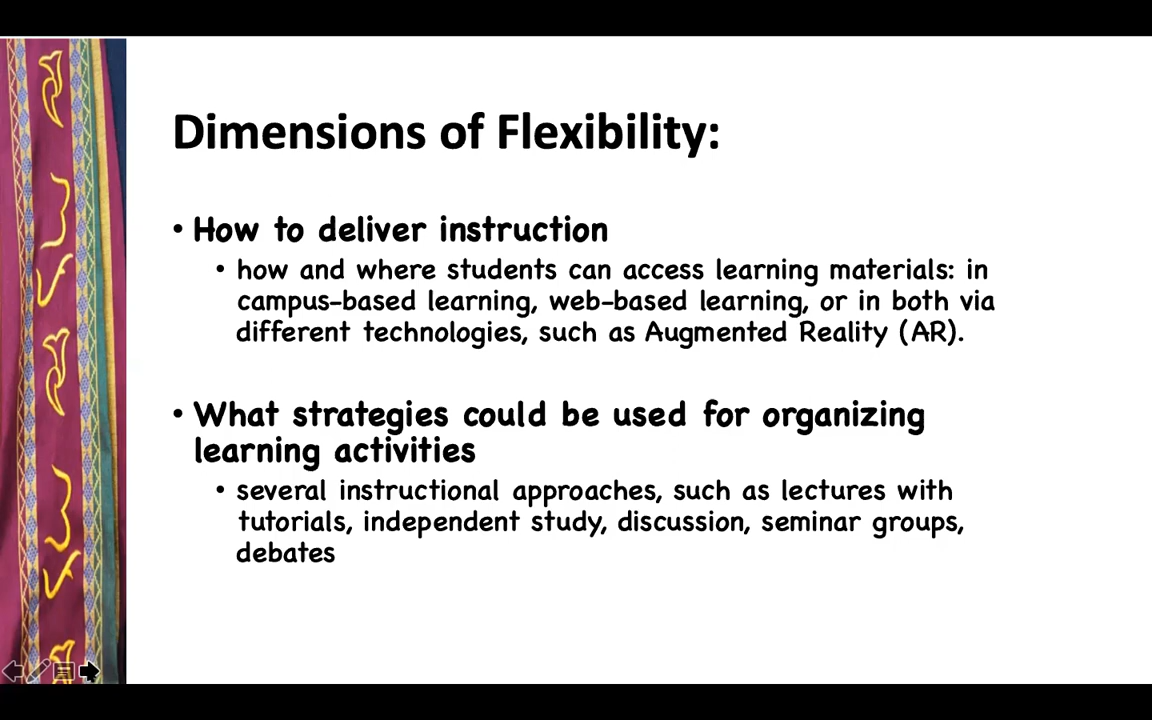 Dimensions of Flexibility:
• How to deliver instruction
• how and where students can access learning materials: in
campus-based learning, web-based learning, or in both via
different technologies, such as Augmented Reality (AR).
• What strategies could be used for organizing
learning activities
• several instructional approaches, such as lectures with
tutorials, independent study, discussion, seminar groups,
debates